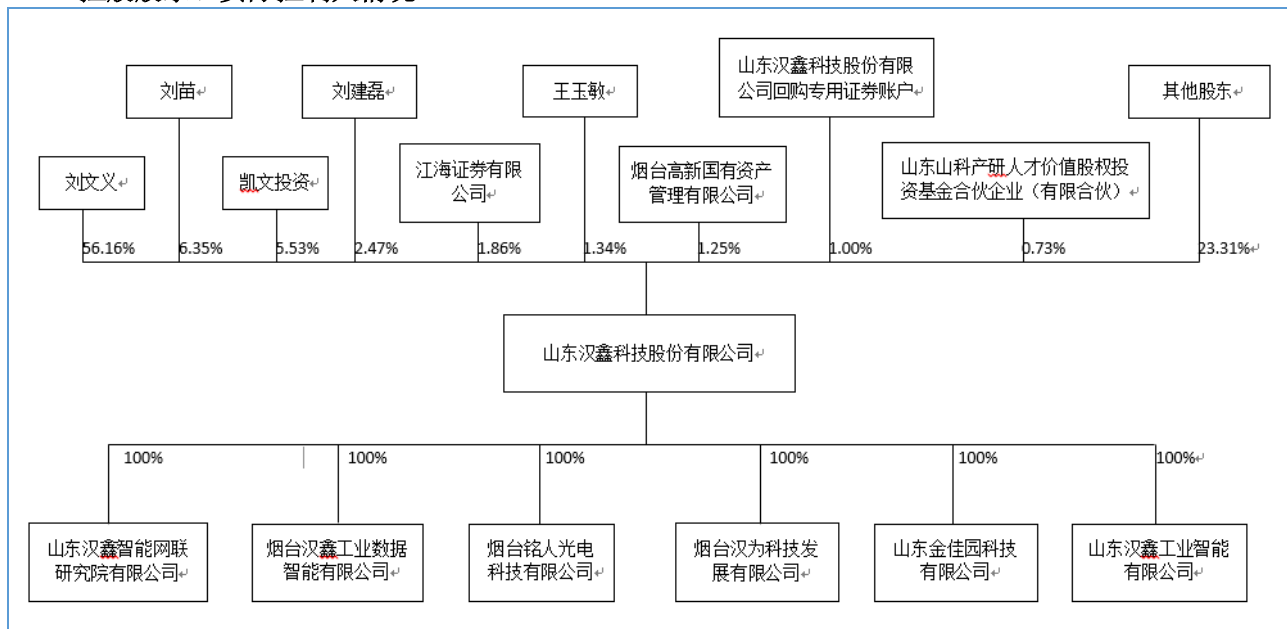 刘苗
刘建磊
王玉敏
山东汉鑫科技股份有限
公司回购专用证券账户
其他股东
刘文义
凯文投资
江海证券有限
公司
烟台高新国有资产
管理有限公司
山东山科产研人才价值股权投
资基金合伙企业（有限合伙）
56.16%
6.35%
5.53%
2.47%
1.86%
1.34%
1.25%
1.00%
0.73%
23.31%
山东汉鑫科技股份有限公司
100%
100%
100%
100%
100%
100%
山东汉鑫智能网联
研究院有限公司
烟台汉鑫工业数据
智能有限公司
烟台铭人光电
科技有限公司
烟台汉为科技发
展有限公司
山东金佳园科技
有限公司
山东汉鑫工业智能
有限公司